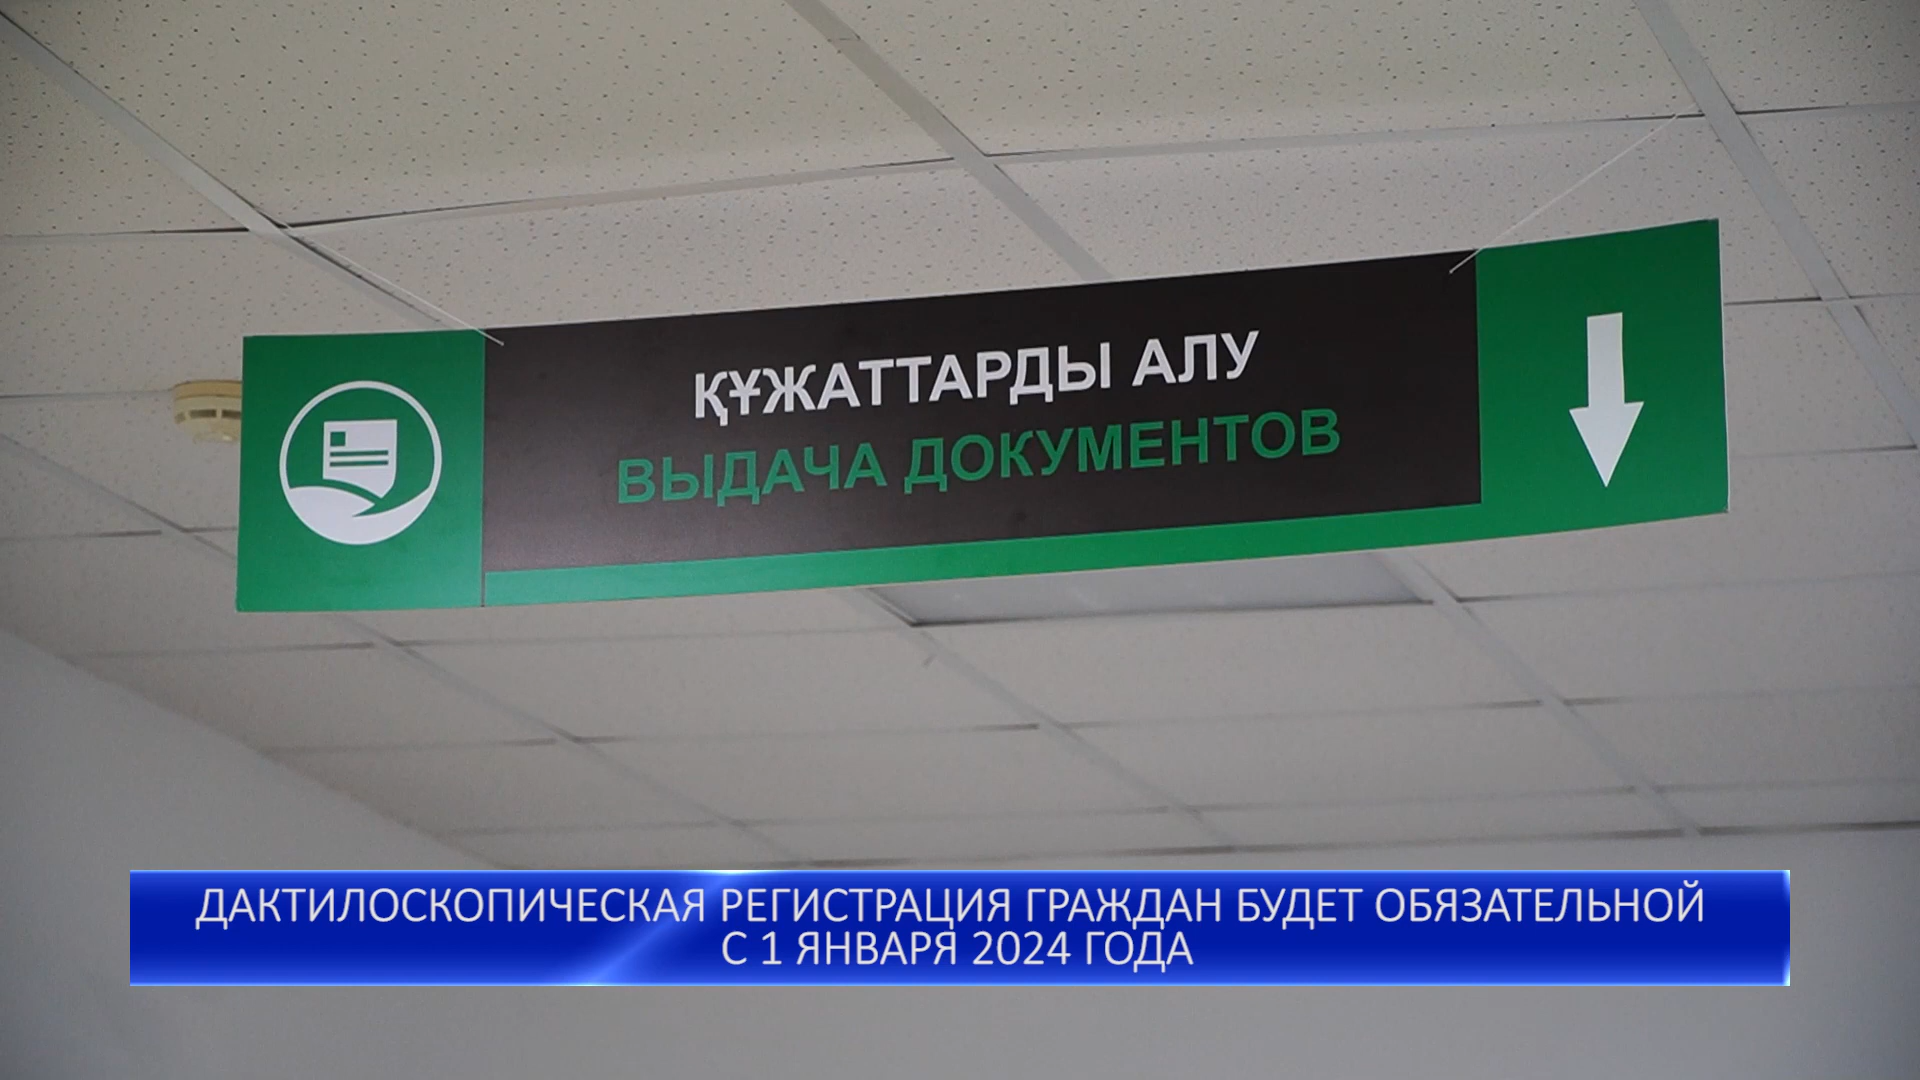 ҚҰЖАТТАРДЫ АЛУ
ВЫДАЧА ДОКУМЕНТОВ
ДАКТИЛОСКОПИЧЕСКАЯ РЕГИСТРАЦИЯ ГРАЖДАН БУДЕТ ОБЯЗАТЕЛЬНОЙ
С 1 ЯНВАРЯ 2024 ГОДА